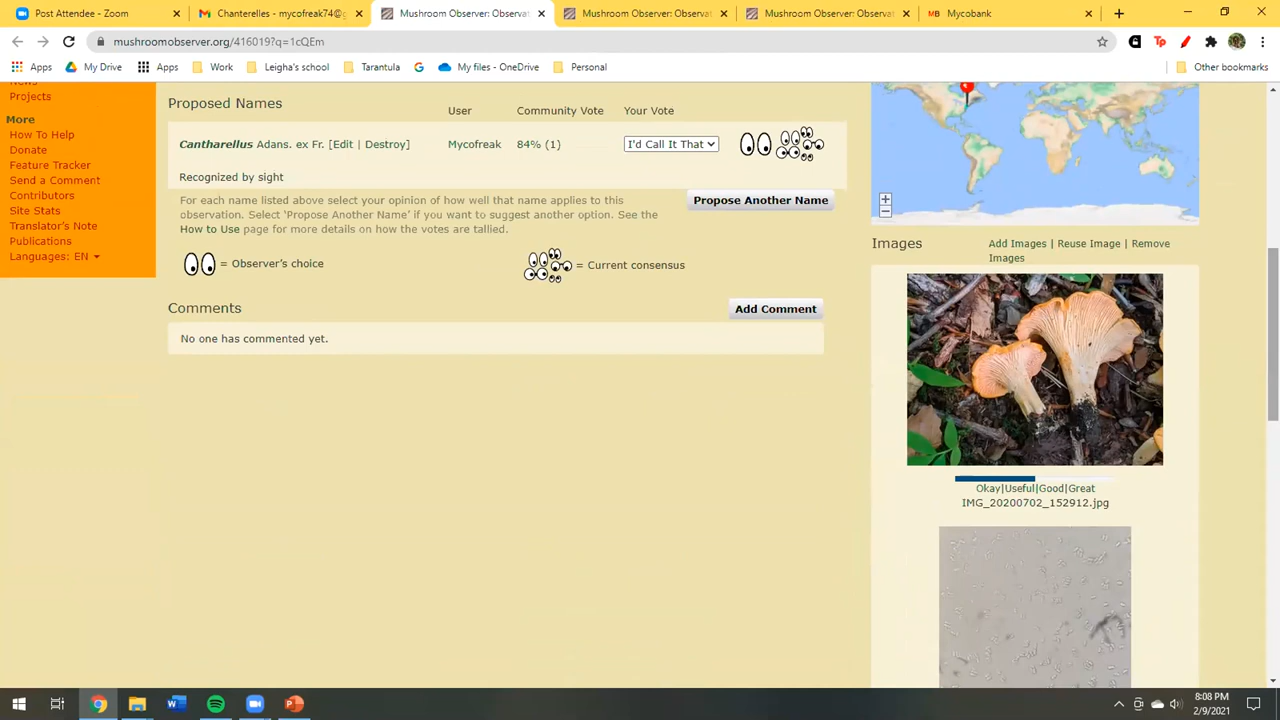 Post Attendee - Zoom
Chanterelles - mycofreak74@g
Mushroom Observer: Observat
Mushroom Observer: Observat
Mushroom Observer: Observat
Mycobank
mushroomobserver.org/416019?q=1cQEm
Apps
My Drive
Apps
Work
Leigha's school
Tarantula
My files - OneDrive
Personal
Other bookmarks
News
Projects
More
How To Help
Donate
Feature Tracker
Send a Comment
Contributors
Site Stats
Translator's Note
Publications
Languages: EN
Proposed Names
User
Community Vote
Your Vote
Cantharellus Adans. ex Fr. [Edit | Destroy]
Mycofreak
84% (1)
I'd Call It That
Recognized by sight
For each name listed above select your opinion of how well that name applies to this
observation. Select 'Propose Another Name' if you want to suggest another option. See the
How to Use page for more details on how the votes are tallied.
Propose Another Name
= Observer's choice
= Current consensus
Comments
Add Comment
No one has commented yet.
Images
Add Images | Reuse Image | Remove
Images
Okay|Useful|Good|Great
IMG_20200702_152912.jpg
8:08 PM
2/9/2021